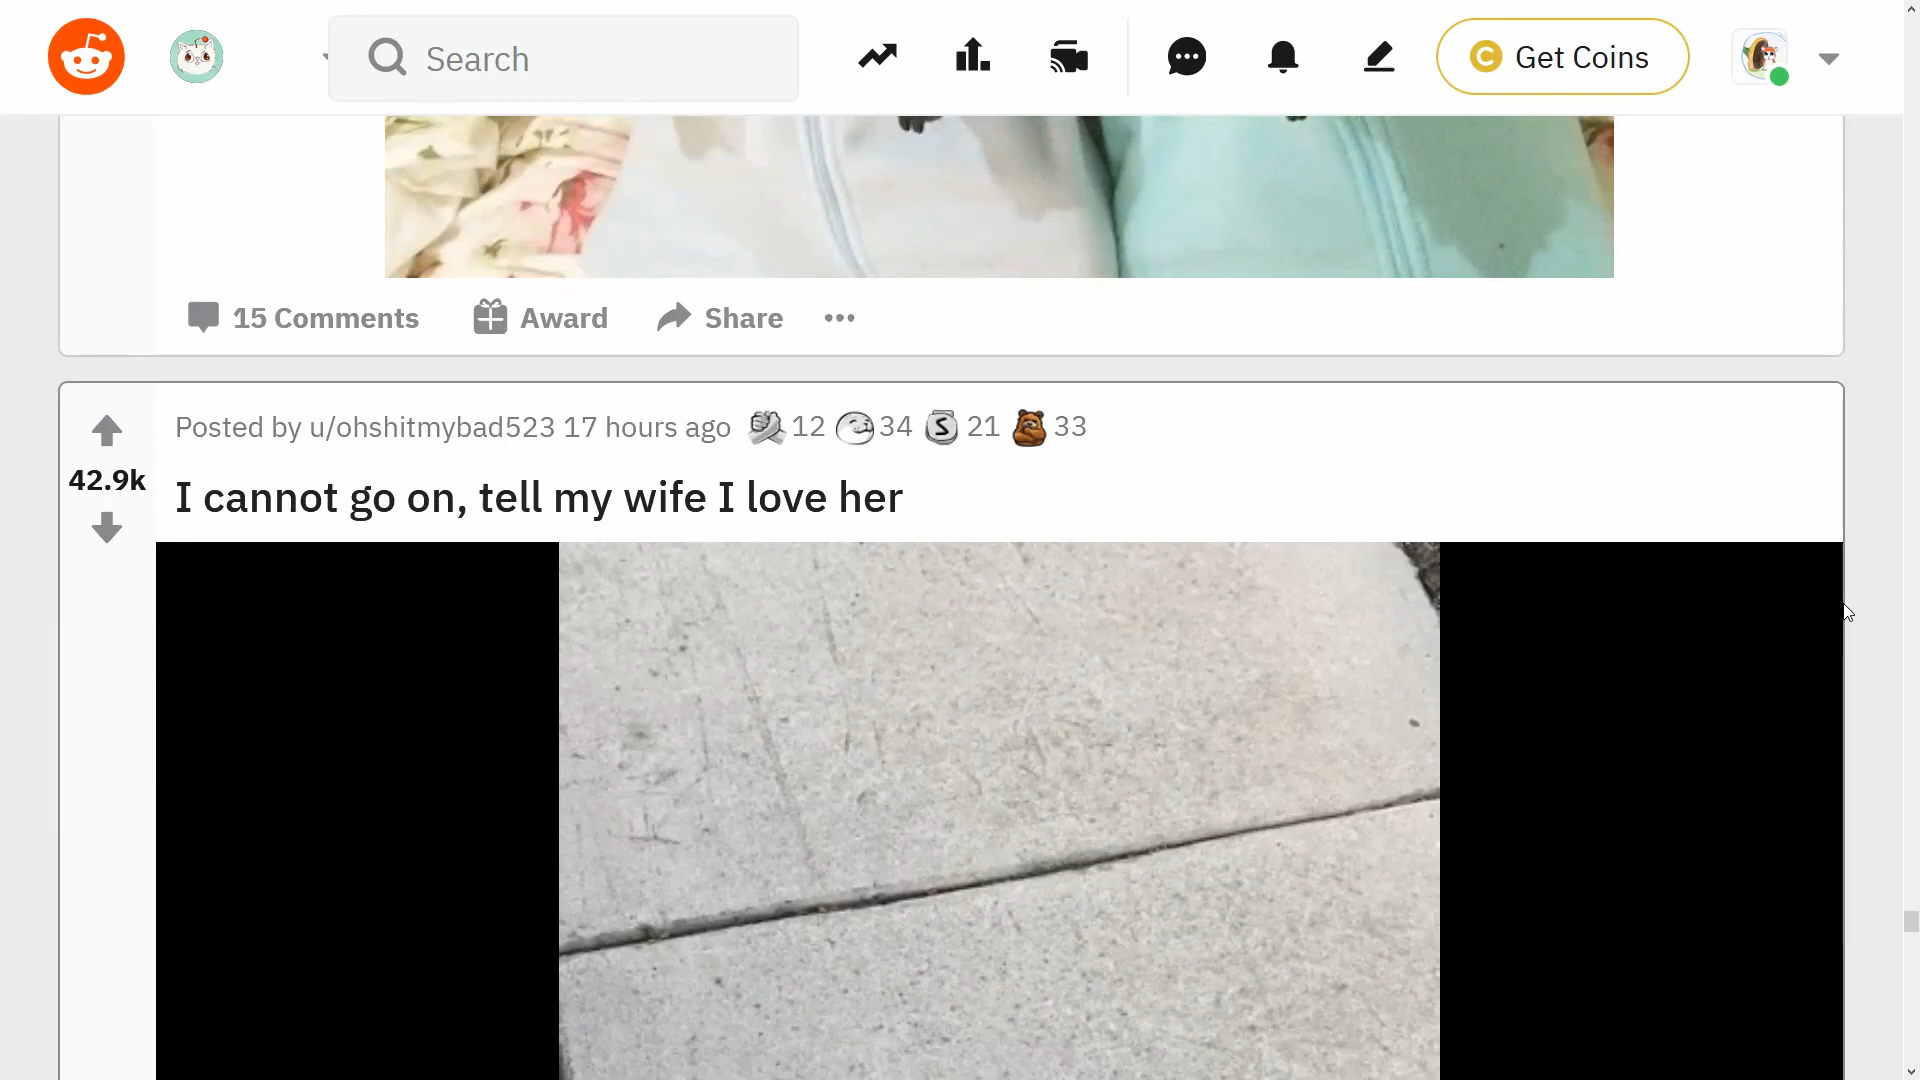 Search
Get Coins
15 Comments Award Share
Posted by u/ohshitmybad523 17 hours ago 12 34 S 21 33
42.9k
I cannot go on, tell my wife I love her